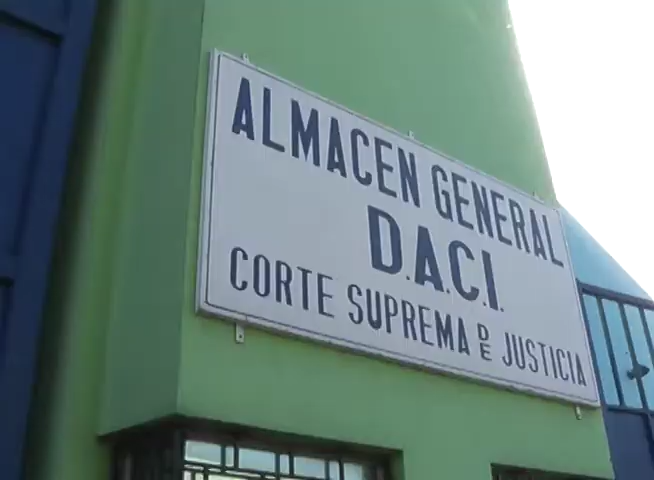 ALMACEN GENERAL
D.A.C.I.
CORTE SUPREMA DE JUSTICIA